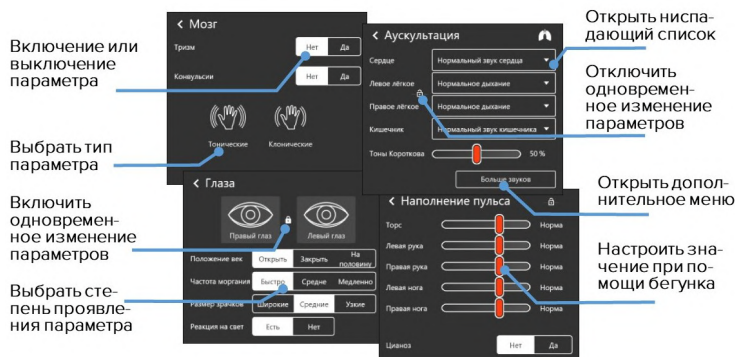 Включение или
выключение
параметра
Выбрать тип
параметра
Включить
одновремен-
ное изменение
параметров
Выбрать сте-
пень проявле-
ния параметра
Мозг
Тризм
Нет
Да
Конвульсии
Нет
Да
Тонические
Клонические
Глаза
Правый глаз
Левый глаз
Положение век
Открыть
Закрыть
На
половину
Частота моргания
Быстро
Средне
Медленно
Размер зрачков
Широкие
Средние
Узкие
Реакция на свет
Есть
Нет
Аускультация
Сердце
Нормальный звук сердца
Левое лёгкое
Нормальное дыхание
Правое лёгкое
Нормальное дыхание
Кишечник
Нормальный звук кишечника
Тоны Короткова
50 %
Больше звуков
Наполнение пульса
Торс
Норма
Левая рука
Норма
Правая рука
Норма
Левая нога
Норма
Правая нога
Норма
Цианоз
Нет
Да
Открыть ниспа-
дающий список
Отключить
одновремен-
ное изменение
параметров
Открыть допол-
нительное меню
Настроить зна-
чение при по-
мощи бегунка